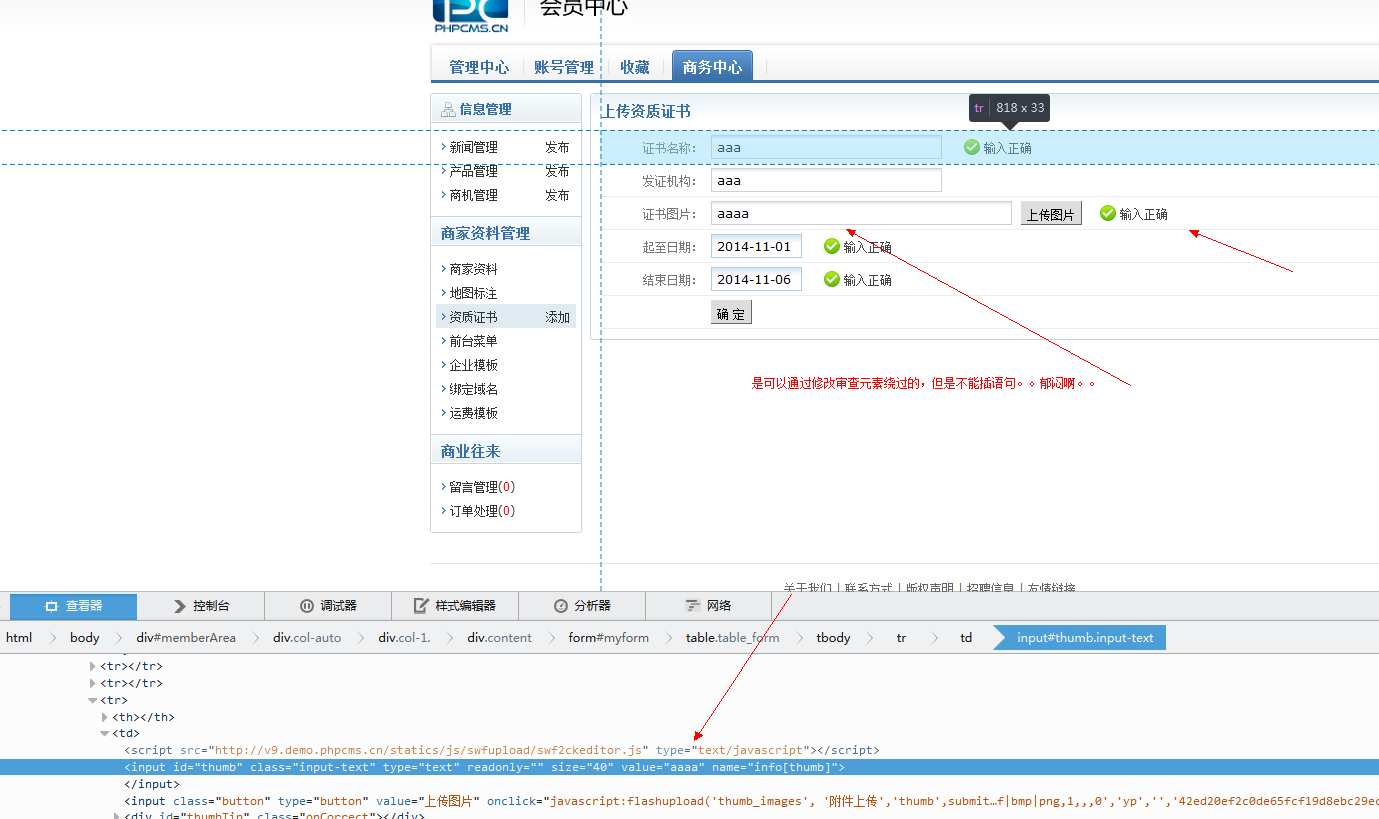 会员中心
PHPCMS.CN
管理中心 账号管理 收藏 商务中心
信息管理
新闻管理 发布
产品管理 发布
商机管理 发布
商家资料管理
商家资料
地图标注
资质证书 添加
前台菜单
企业模板
绑定域名
运费模板
商业往来
留言管理(0)
订单处理(0)
上传资质证书
tr 818 x 33
证书名称： aaa 输入正确
发证机构： aaa
证书图片： aaaa 上传图片 输入正确
起至日期： 2014-11-01 输入正确
结束日期： 2014-11-06 输入正确
确 定
是可以通过修改审查元素绕过的，但是不能插语句。。郁闷啊。。
关于我们 | 联系方式 | 版权声明 | 招聘信息 | 友情链接
查看器 控制台 调试器 样式编辑器 分析器 网络
html body div#memberArea div.col-auto div.col-1. div.content form#myform table.table_form tbody tr td input#thumb.input-text
<tr></tr>
<tr></tr>
<tr>
<th></th>
<td>
<script src="http://v9.demo.phpcms.cn/statics/js/swfupload/swf2ckeditor.js" type="text/javascript"></script>
<input id="thumb" class="input-text" type="text" readonly="" size="40" value="aaaa" name="info[thumb]">
</input>
<input class="button" type="button" value="上传图片" onclick="javascript:flashupload('thumb_images', '附件上传','thumb',submit…f|bmp|png,1,,,0','yp','','42ed20ef2c0de65fcf19d8ebc29ec
<div id="thumbTip" class="onCorrect"></div>